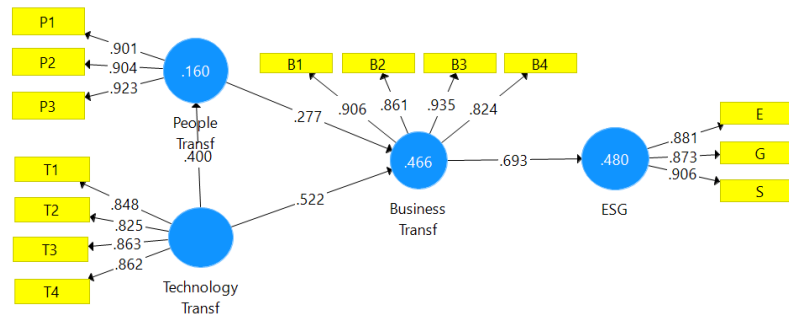 P1
P2
P3
.901
.904
.923
.160
People
Transf
.400
T1
T2
T3
T4
.848
.825
.863
.862
Technology
Transf
.277
.522
B1
B2
B3
B4
.906
.861
.935
.824
.466
Business
Transf
.693
.480
ESG
.881
.873
.906
E
G
S